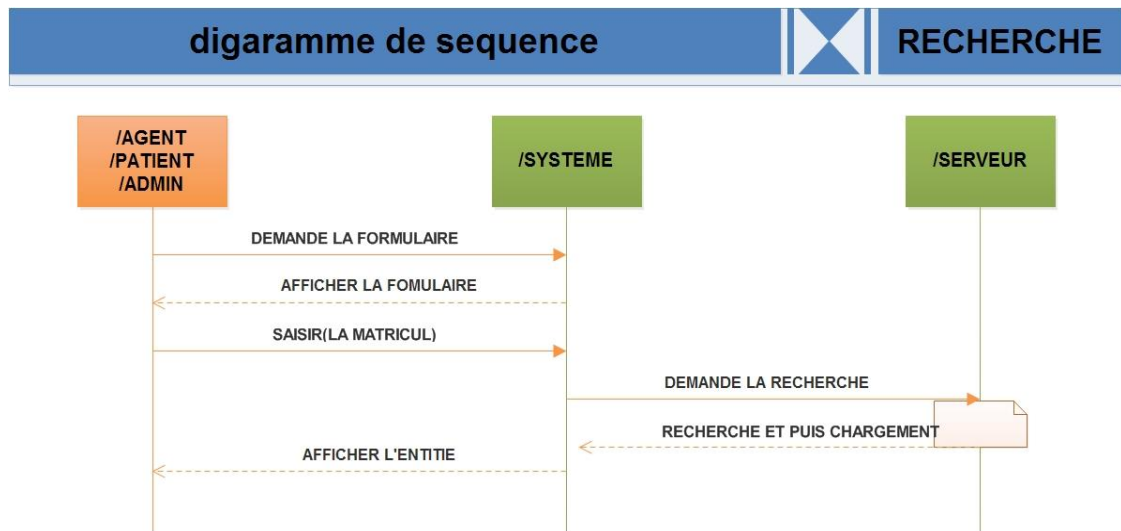 digaramme de sequence
RECHERCHE
/AGENT
/PATIENT
/ADMIN
/SYSTEME
/SERVEUR
DEMANDE LA FORMULAIRE
AFFICHER LA FOMULAIRE
SAISIR(LA MATRICUL)
DEMANDE LA RECHERCHE
RECHERCHE ET PUIS CHARGEMENT
AFFICHER L'ENTITIE